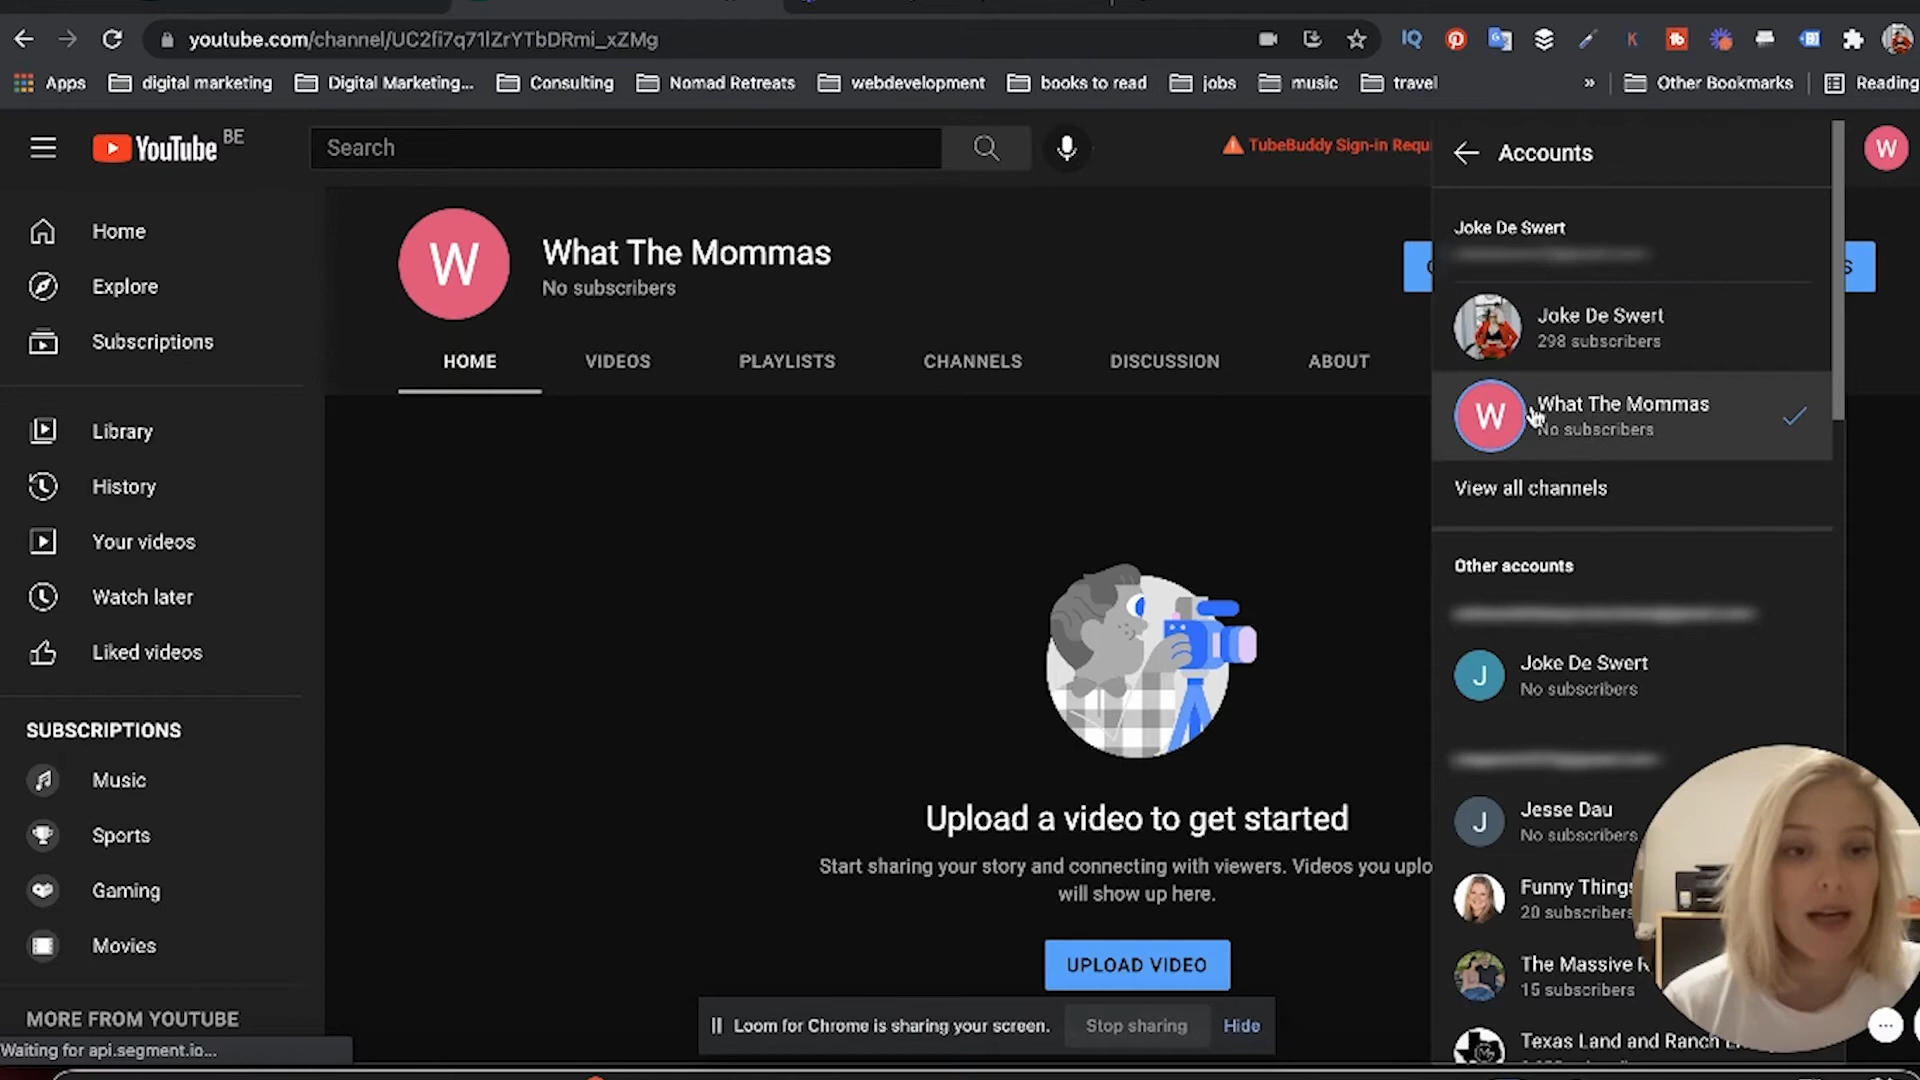 youtube.com/channel/UC2fi7q71lZrYTbDRmi_xZMg
Apps
digital marketing
Digital Marketing...
Consulting
Nomad Retreats
webdevelopment
books to read
jobs
music
travel
»
Other Bookmarks
Reading
YouTube BE
Search
TubeBuddy Sign-in Requi
Accounts
W
Home
Explore
Subscriptions
Library
History
Your videos
Watch later
Liked videos
SUBSCRIPTIONS
Music
Sports
Gaming
Movies
MORE FROM YOUTUBE
Waiting for api.segment.io...
W
What The Mommas
No subscribers
HOME
VIDEOS
PLAYLISTS
CHANNELS
DISCUSSION
ABOUT
Upload a video to get started
Start sharing your story and connecting with viewers. Videos you uplo
will show up here.
UPLOAD VIDEO
Loom for Chrome is sharing your screen.
Stop sharing
Hide
Joke De Swert
Joke De Swert
298 subscribers
W
What The Mommas
No subscribers
View all channels
Other accounts
J
Joke De Swert
No subscribers
J
Jesse Dau
No subscribers
Funny Things
20 subscribers
The Massive R
15 subscribers
Texas Land and Ranch